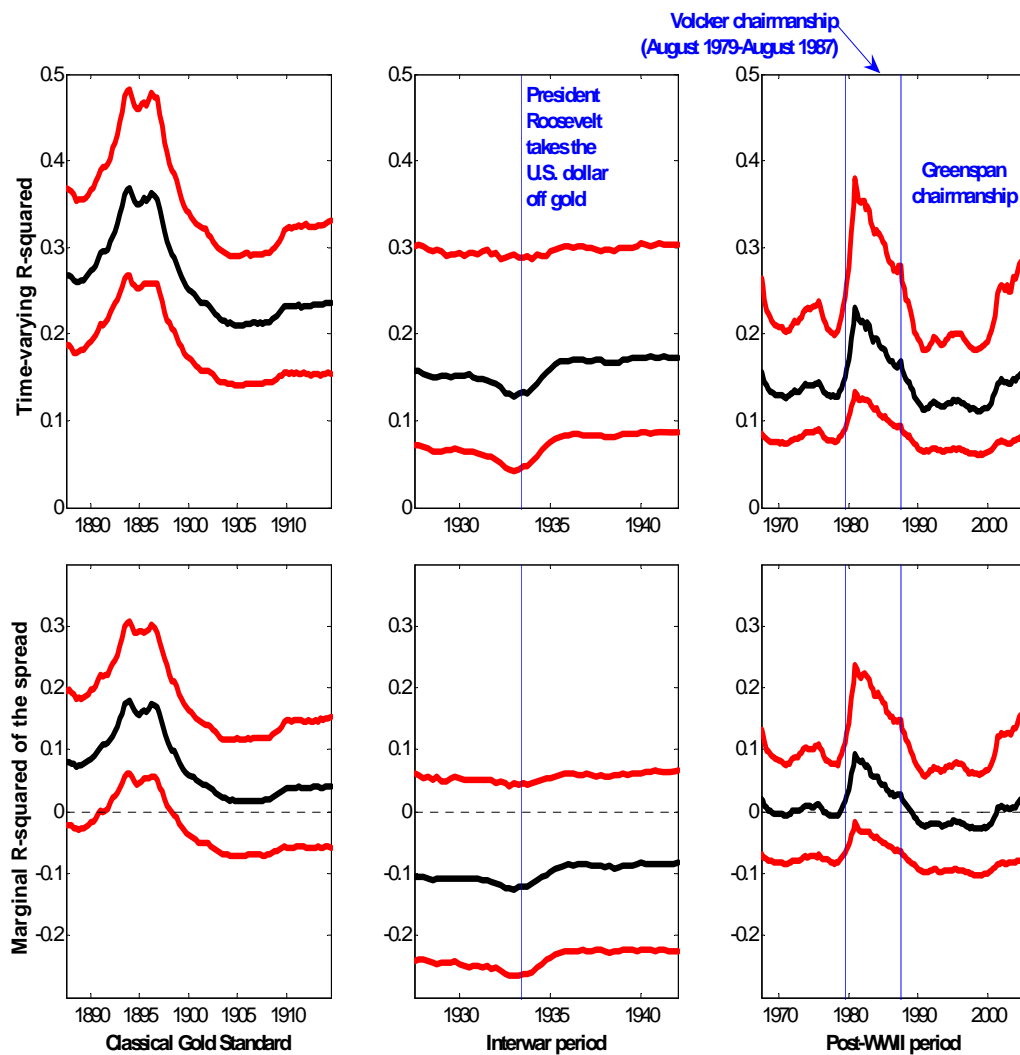 Volcker chairmanship
(August 1979-August 1987)
Time-varying R-squared
0.5
0.4
0.3
0.2
0.1
0
1890 1895 1900 1905 1910
President
Roosevelt
takes the
U.S. dollar
off gold
0.5
0.4
0.3
0.2
0.1
0
1930 1935 1940
Greenspan
chairmanship
0.5
0.4
0.3
0.2
0.1
0
1970 1980 1990 2000
Marginal R-squared of the spread
0.3
0.2
0.1
0
-0.1
-0.2
1890 1895 1900 1905 1910
Classical Gold Standard
0.3
0.2
0.1
0
-0.1
-0.2
1930 1935 1940
Interwar period
0.3
0.2
0.1
0
-0.1
-0.2
1970 1980 1990 2000
Post-WWII period